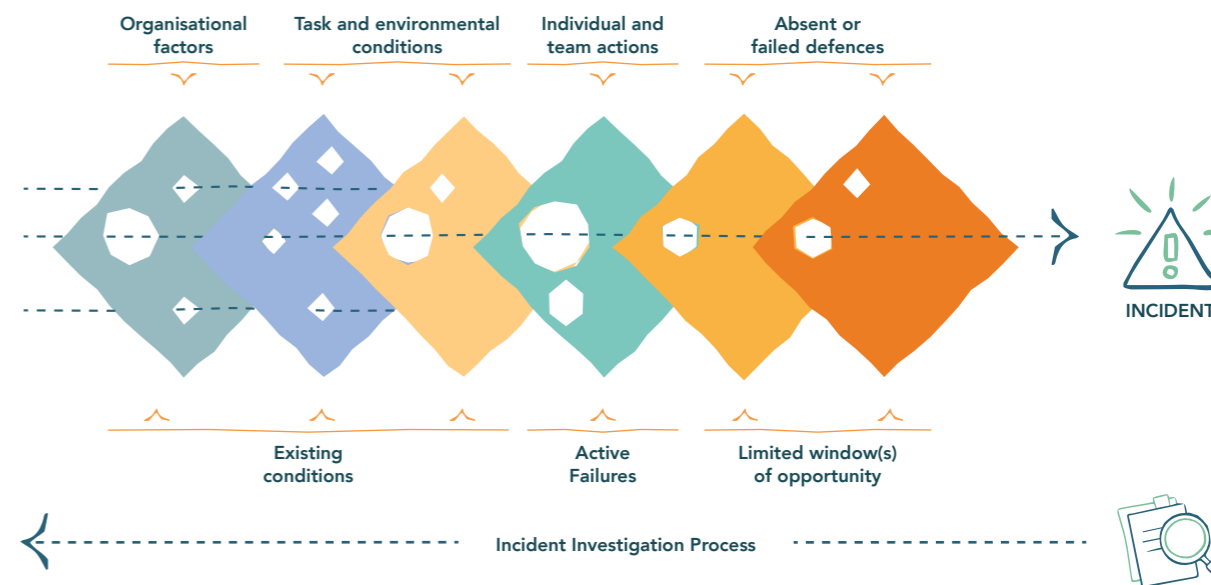 Organisational
factors
Task and environmental
conditions
Individual and
team actions
Absent or
failed defences
INCIDENT
Existing
conditions
Active
Failures
Limited window(s)
of opportunity
Incident Investigation Process